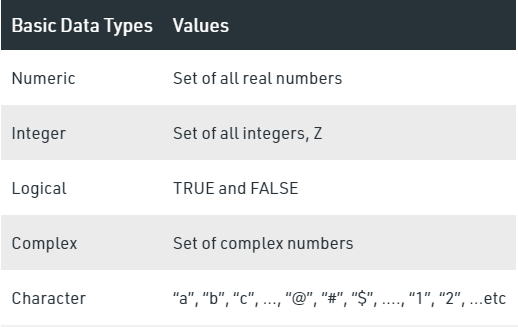 Basic Data Types Values
Numeric Set of all real numbers
Integer Set of all integers, Z
Logical TRUE and FALSE
Complex Set of complex numbers
Character “a”, “b”, “c”, …, “@”, “#”, “$”, …., “1”, “2”, …etc